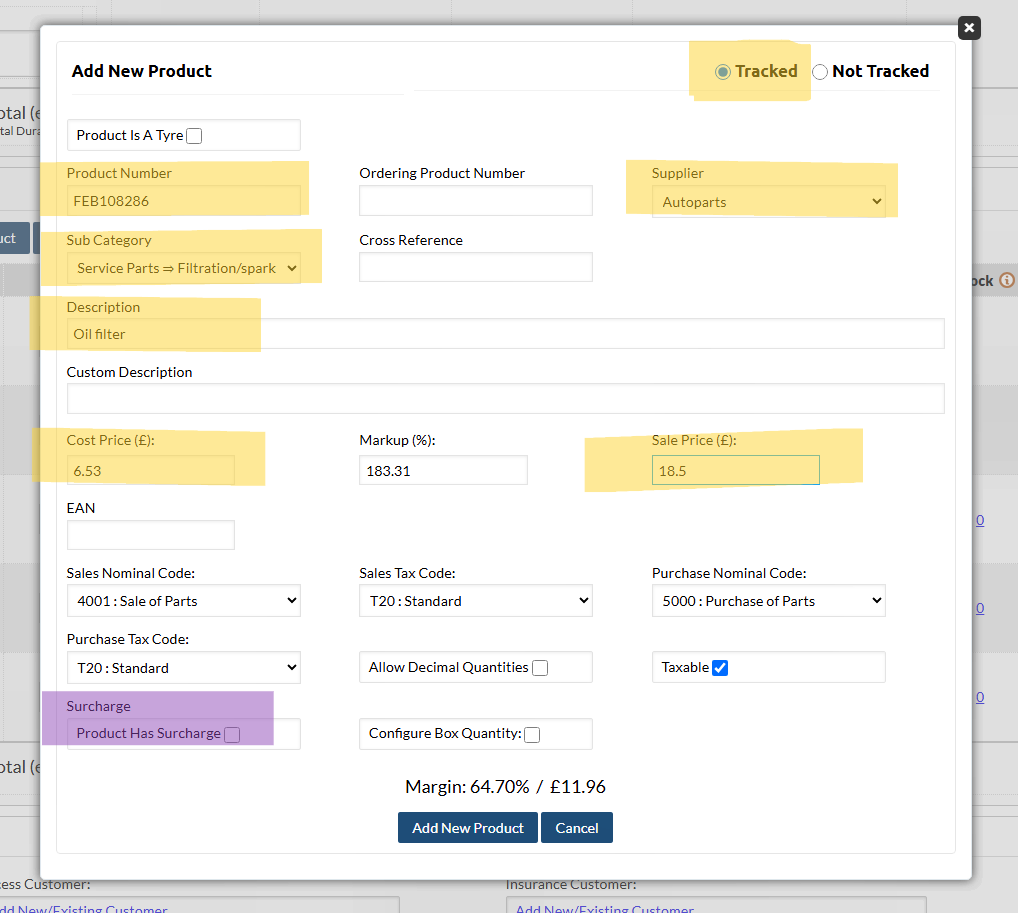 Add New Product
Tracked Not Tracked
Product Is A Tyre
Product Number Ordering Product Number Supplier
FEB108286 Autoparts
Sub Category Cross Reference
Service Parts ⇒ Filtration/spark
Description
Oil filter
Custom Description
Cost Price (£): Markup (%): Sale Price (£):
6.53 183.31 18.5
EAN
Sales Nominal Code: Sales Tax Code: Purchase Nominal Code:
4001 : Sale of Parts T20 : Standard 5000 : Purchase of Parts
Purchase Tax Code:
T20 : Standard Allow Decimal Quantities Taxable
Surcharge
Product Has Surcharge Configure Box Quantity:
Margin: 64.70% / £11.96
Add New Product Cancel
otal (e
tal Dura
uct
ock
0
0
0
otal (e
ess Customer: Insurance Customer:
dd New/Existing Customer Add New/Existing Customer